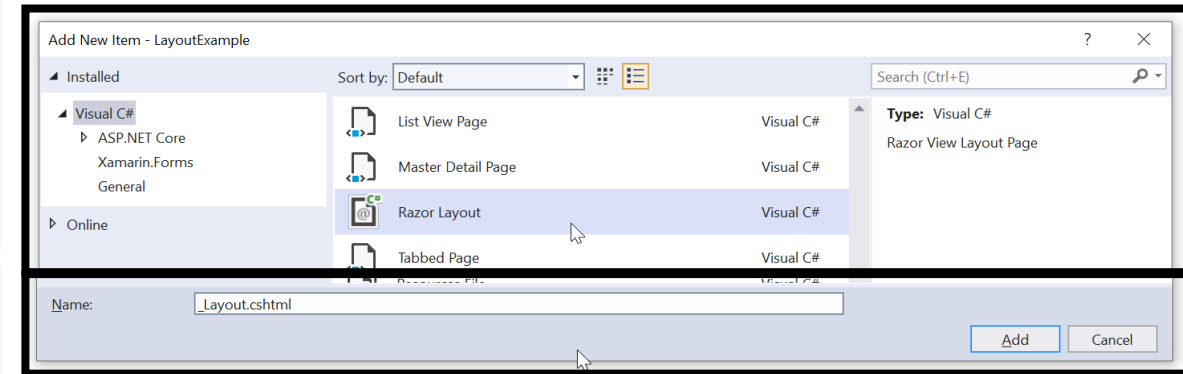 Add New Item - LayoutExample
Installed
Sort by: Default
Search (Ctrl+E)
Visual C#
ASP.NET Core
Xamarin.Forms
General
Online
List View Page Visual C#
Master Detail Page Visual C#
C#
@
Razor Layout Visual C#
Tabbed Page Visual C#
Type: Visual C#
Razor View Layout Page
Name: _Layout.cshtml
Add Cancel